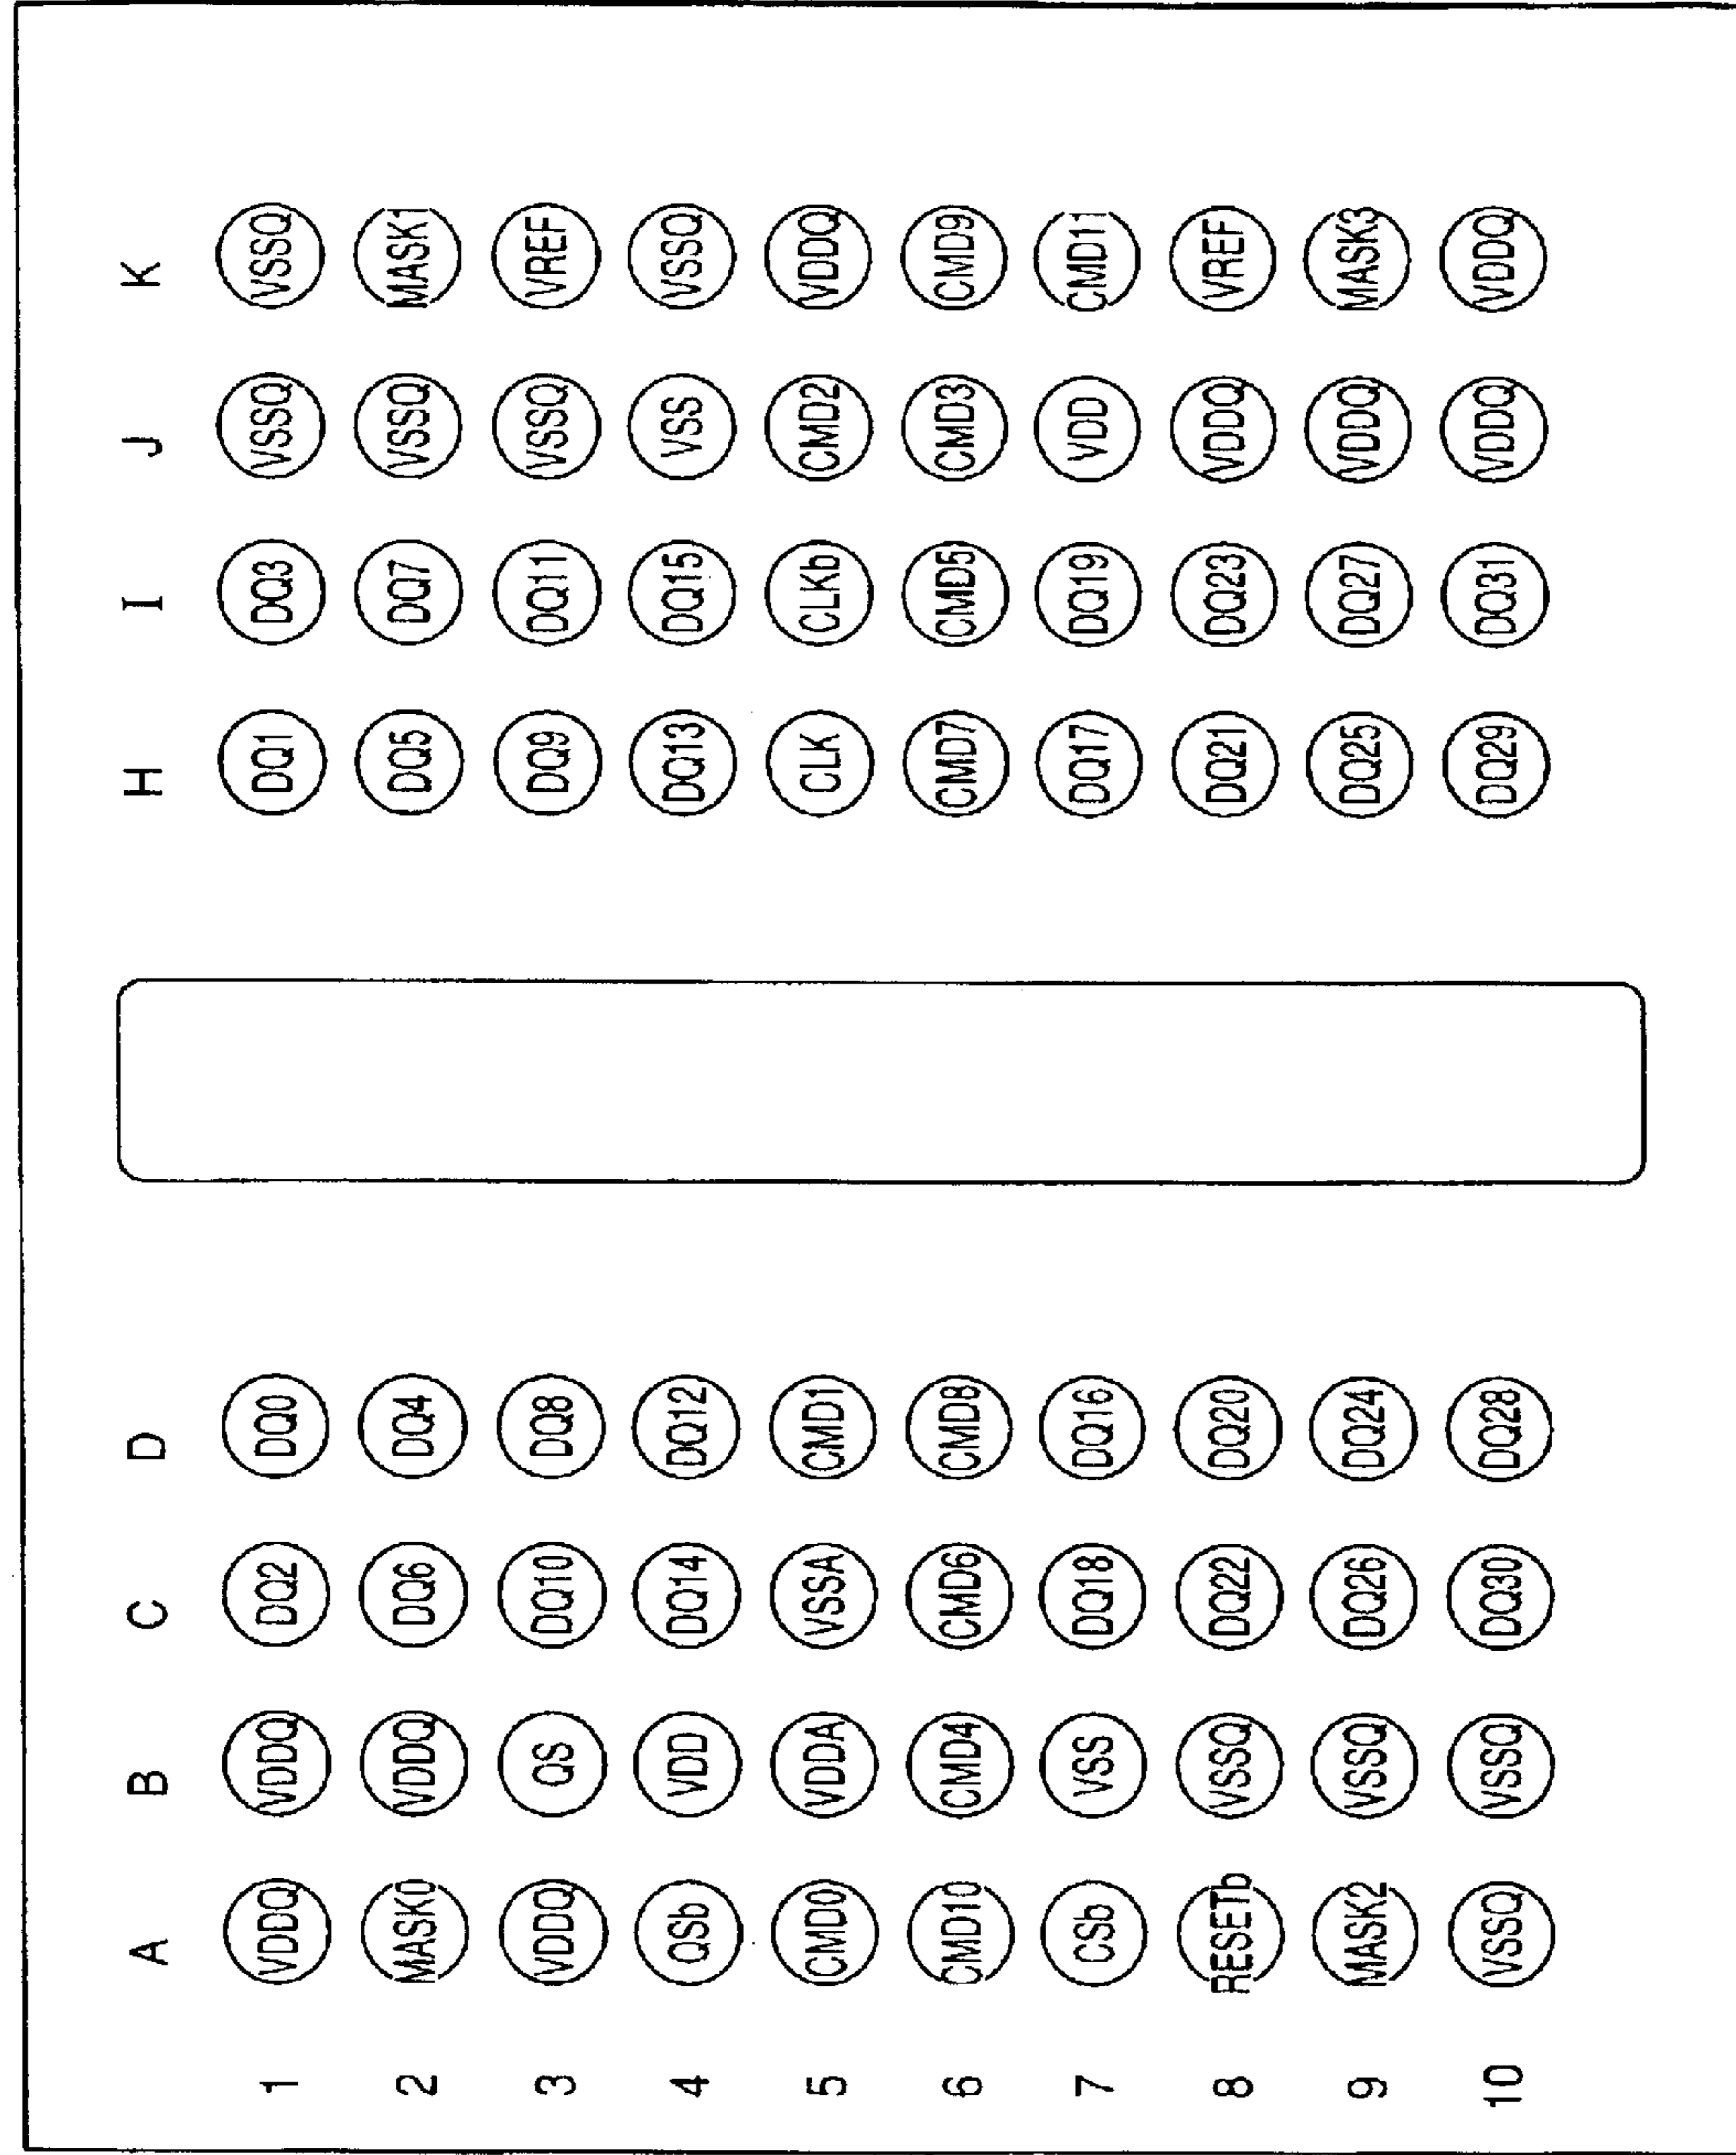 A B C D H I J K
1 VDDQ VDDQ DQ2 DQ0 DQ1 DQ3 VSSQ VSSQ
2 MASK0 VDDQ DQ6 DQ4 DQ5 DQ7 VSSQ MASK1
3 VDDQ QS DQ10 DQ8 DQ9 DQ11 VSSQ VREF
4 QSb VDD DQ14 DQ12 DQ13 DQ15 VSS VSSQ
5 CMD0 VDDA VSSA CMD1 CLK CLKb CMD2 VDDQ
6 CMD10 CMD4 CMD6 CMD8 CMD7 CMD5 CMD3 CMD9
7 CSb VSS DQ18 DQ16 DQ17 DQ19 VDD CMD11
8 RESETb VSSQ DQ22 DQ20 DQ21 DQ23 VDDQ VREF
9 MASK2 VSSQ DQ26 DQ24 DQ25 DQ27 VDDQ MASK3
10 VSSQ VSSQ DQ30 DQ28 DQ29 DQ31 VDDQ VDDQ